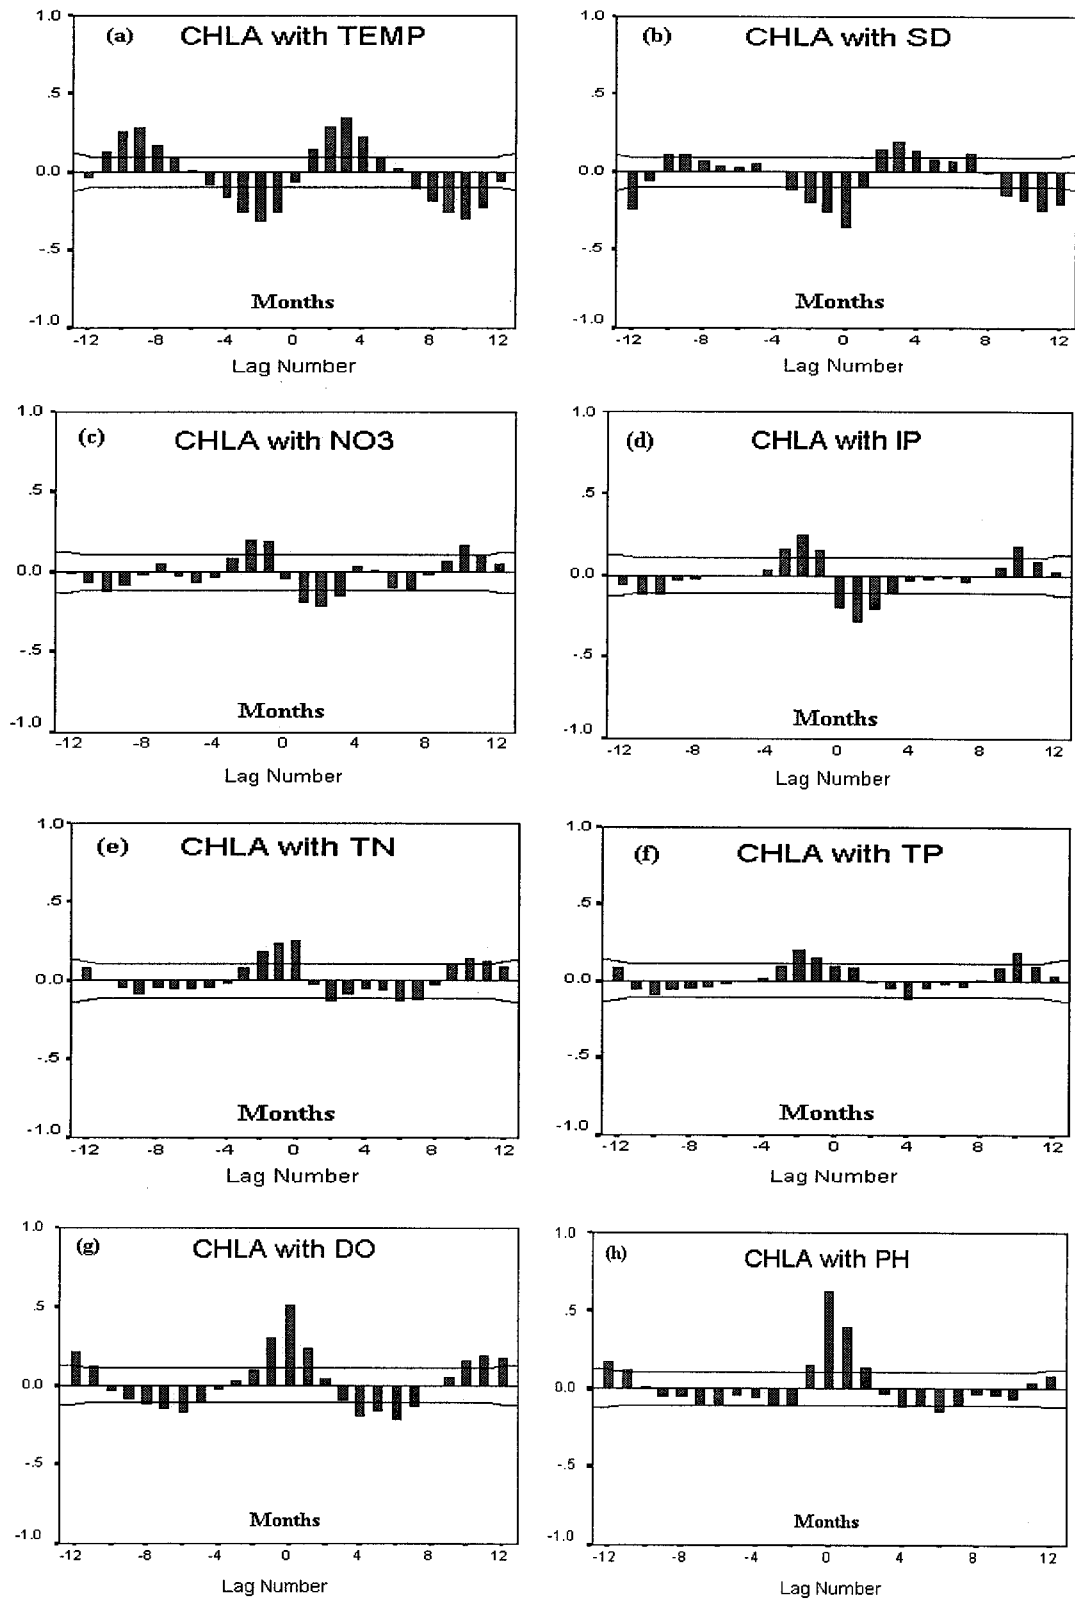 (a) CHLA with TEMP
1.0
.5
0.0
-.5
-1.0
Months
-12 -8 -4 0 4 8 12
Lag Number
(b) CHLA with SD
1.0
.5
0.0
-.5
-1.0
Months
-12 -8 -4 0 4 8 12
Lag Number
(c) CHLA with NO3
1.0
.5
0.0
-.5
-1.0
Months
-12 -8 -4 0 4 8 12
Lag Number
(d) CHLA with IP
1.0
.5
0.0
-.5
-1.0
Months
-12 -8 -4 0 4 8 12
Lag Number
(e) CHLA with TN
1.0
.5
0.0
-.5
-1.0
Months
-12 -8 -4 0 4 8 12
Lag Number
(f) CHLA with TP
1.0
.5
0.0
-.5
-1.0
Months
-12 -8 -4 0 4 8 12
Lag Number
(g) CHLA with DO
1.0
.5
0.0
-.5
-1.0
Months
-12 -8 -4 0 4 8 12
Lag Number
(h) CHLA with PH
1.0
.5
0.0
-.5
-1.0
Months
-12 -8 -4 0 4 8 12
Lag Number